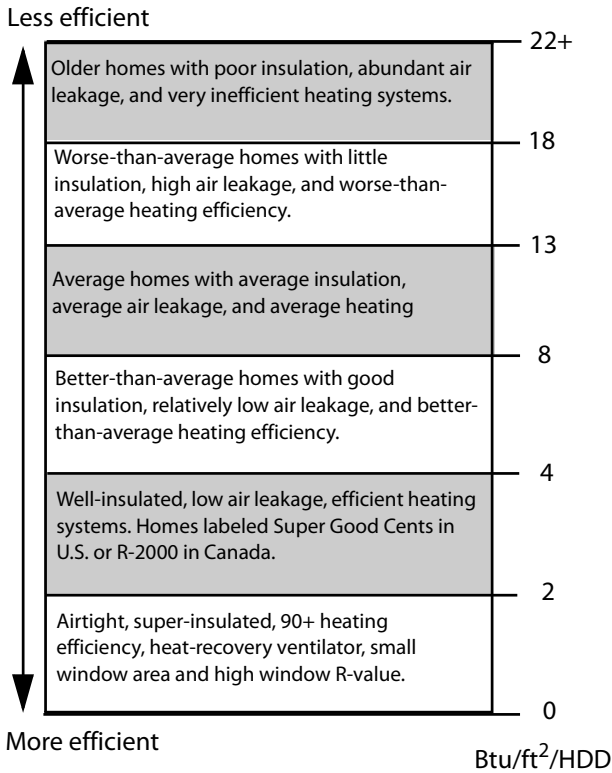 Less efficient
22+
Older homes with poor insulation, abundant air
leakage, and very inefficient heating systems.
18
Worse-than-average homes with little
insulation, high air leakage, and worse-than-
average heating efficiency.
13
Average homes with average insulation,
average air leakage, and average heating
8
Better-than-average homes with good
insulation, relatively low air leakage, and better-
than-average heating efficiency.
4
Well-insulated, low air leakage, efficient heating
systems. Homes labeled Super Good Cents in
U.S. or R-2000 in Canada.
2
Airtight, super-insulated, 90+ heating
efficiency, heat-recovery ventilator, small
window area and high window R-value.
0
More efficient
Btu/ft²/HDD